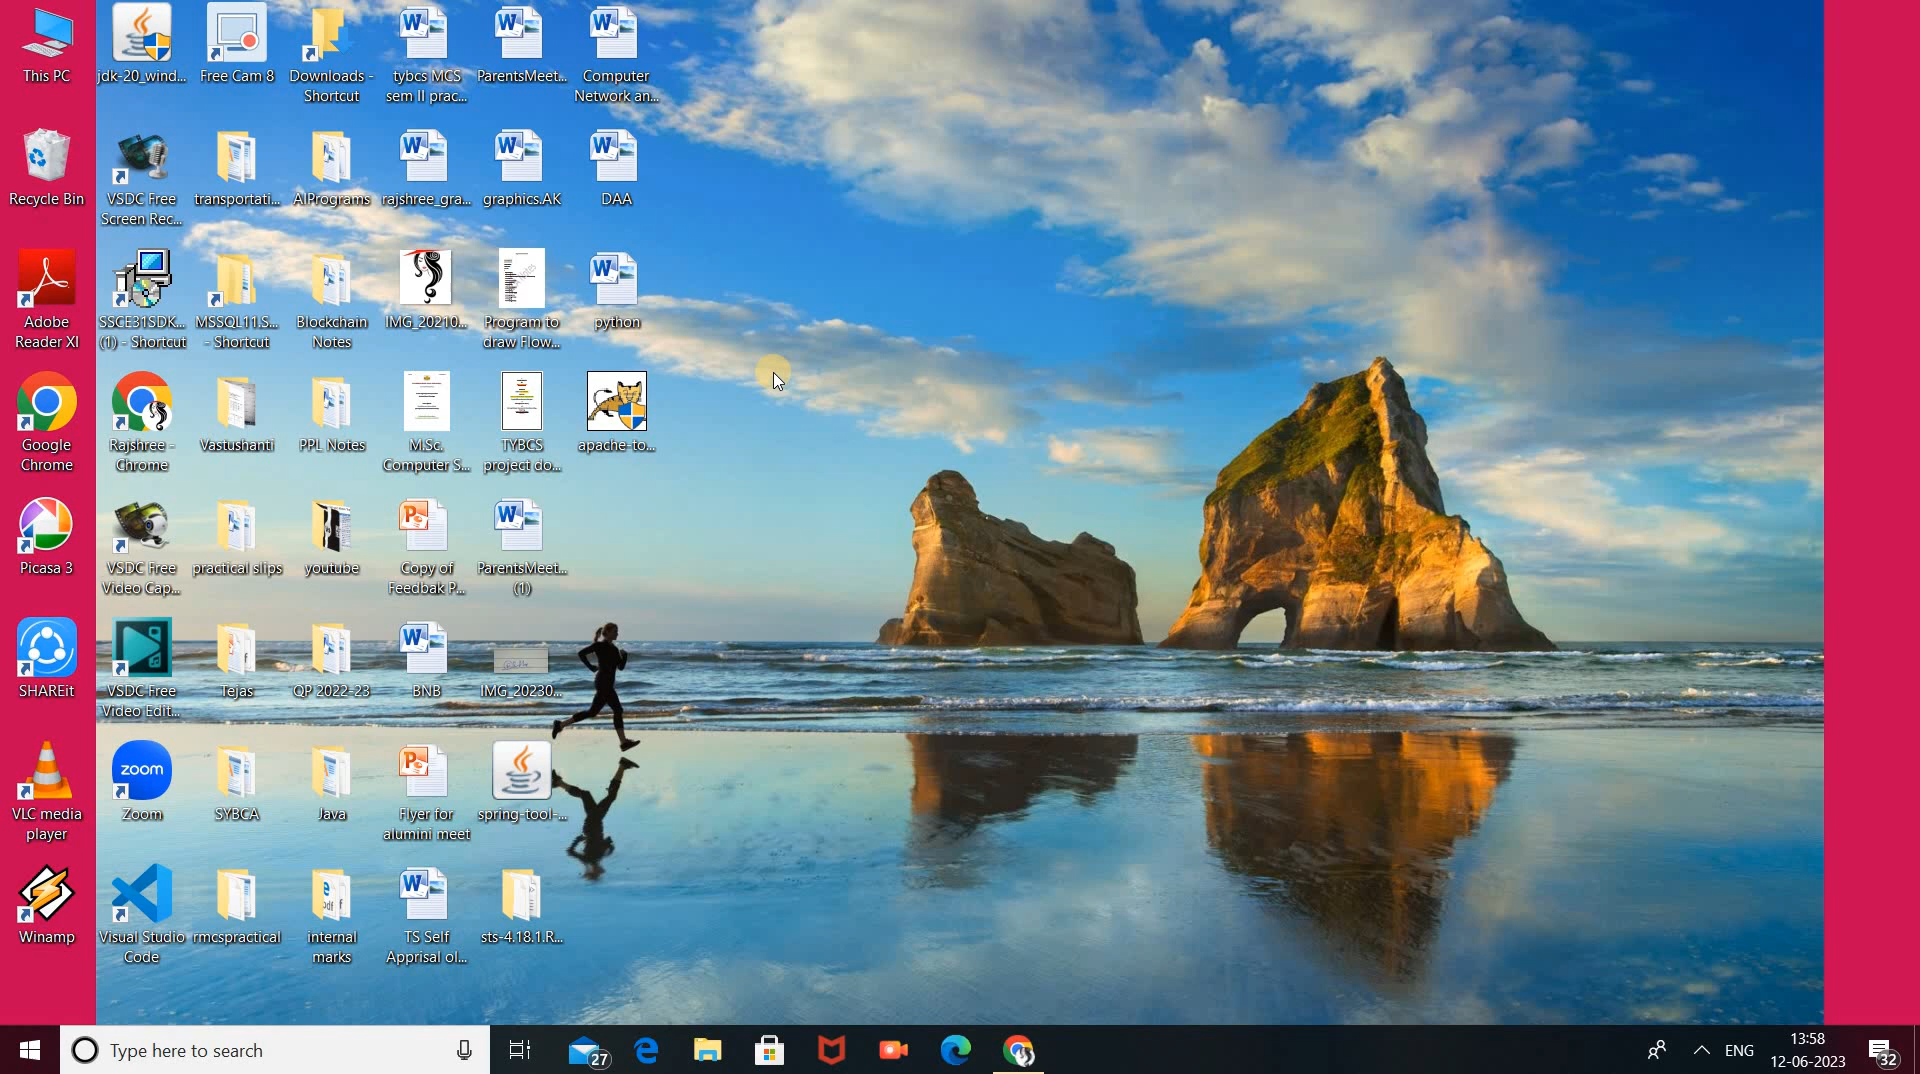 This PC
jdk-20_wind...
Free Cam 8
Downloads -
Shortcut
tybcs MCS
sem II prac...
ParentsMeet...
Computer
Network an...
Recycle Bin
VSDC Free
Screen Rec...
transportati...
AIPrograms
rajshree_gra...
graphics.AK
DAA
Adobe
Reader XI
SSCE31SDK...
(1) - Shortcut
MSSQL11.S...
- Shortcut
Blockchain
Notes
IMG_20210...
Program to
draw Flow...
python
Google
Chrome
Rajshree -
Chrome
Vastushanti
PPL Notes
M.Sc.
Computer S...
TYBCS
project do...
apache-to...
Picasa 3
VSDC Free
Video Cap...
practical slips
youtube
Copy of
Feedbak P...
ParentsMeet...
(1)
SHAREit
VSDC Free
Video Edit...
Tejas
QP 2022-23
BNB
IMG_20230...
VLC media
player
zoom
Zoom
SYBCA
Java
Flyer for
alumini meet
spring-tool-...
Winamp
Visual Studio
Code
rmcspractical
internal
marks
TS Self
Apprisal ol...
sts-4.18.1.R...
Type here to search
27
ENG
13:58
12-06-2023
32